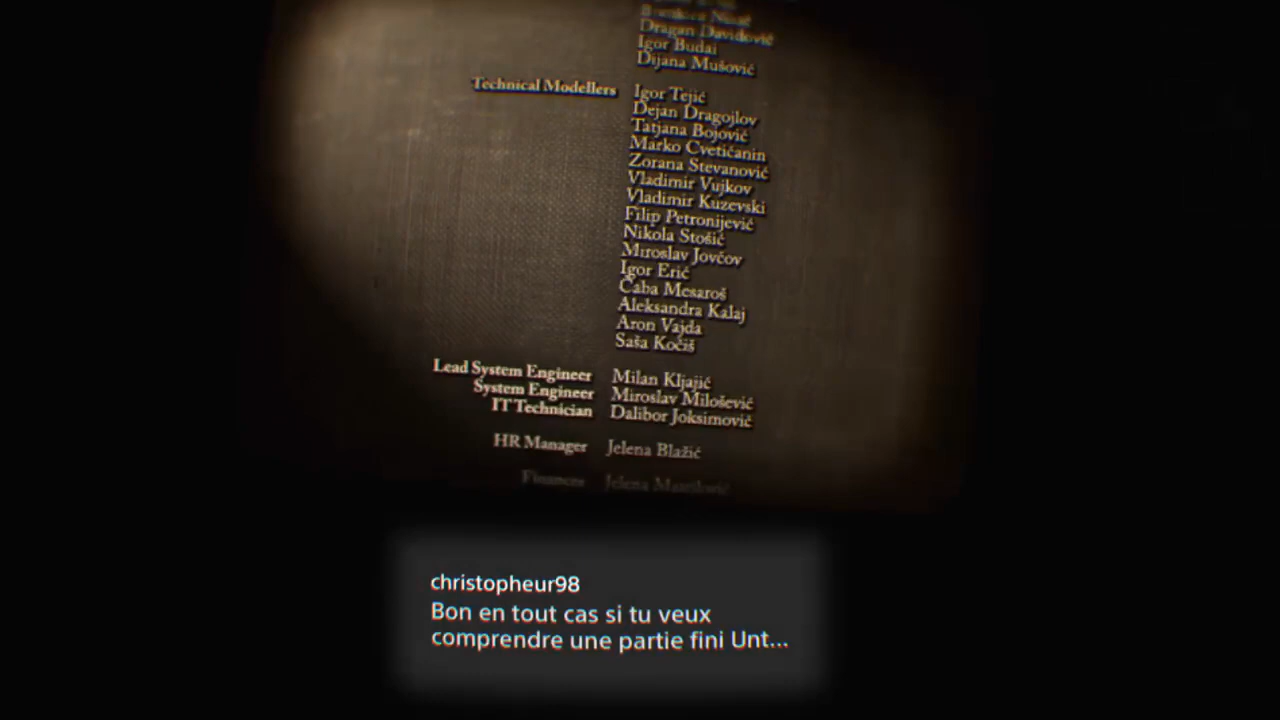 Dragan Davidović
Igor Budai
Dijana Mušović
Technical Modellers Igor Tejić
Dejan Dragojlov
Tatjana Bojović
Marko Cvetićanin
Zorana Stevanović
Vladimir Vujkov
Vladimir Kuzevski
Filip Petronijević
Nikola Stošić
Miroslav Jovčov
Igor Erić
Čaba Mesaroš
Aleksandra Kalaj
Aron Vajda
Saša Kočiš
Lead System Engineer Milan Kljajić
System Engineer Miroslav Milošević
IT Technician Dalibor Joksimović
HR Manager Jelena Blažić
Finances Jelena
christopheur98
Bon en tout cas si tu veux
comprendre une partie fini Unt...